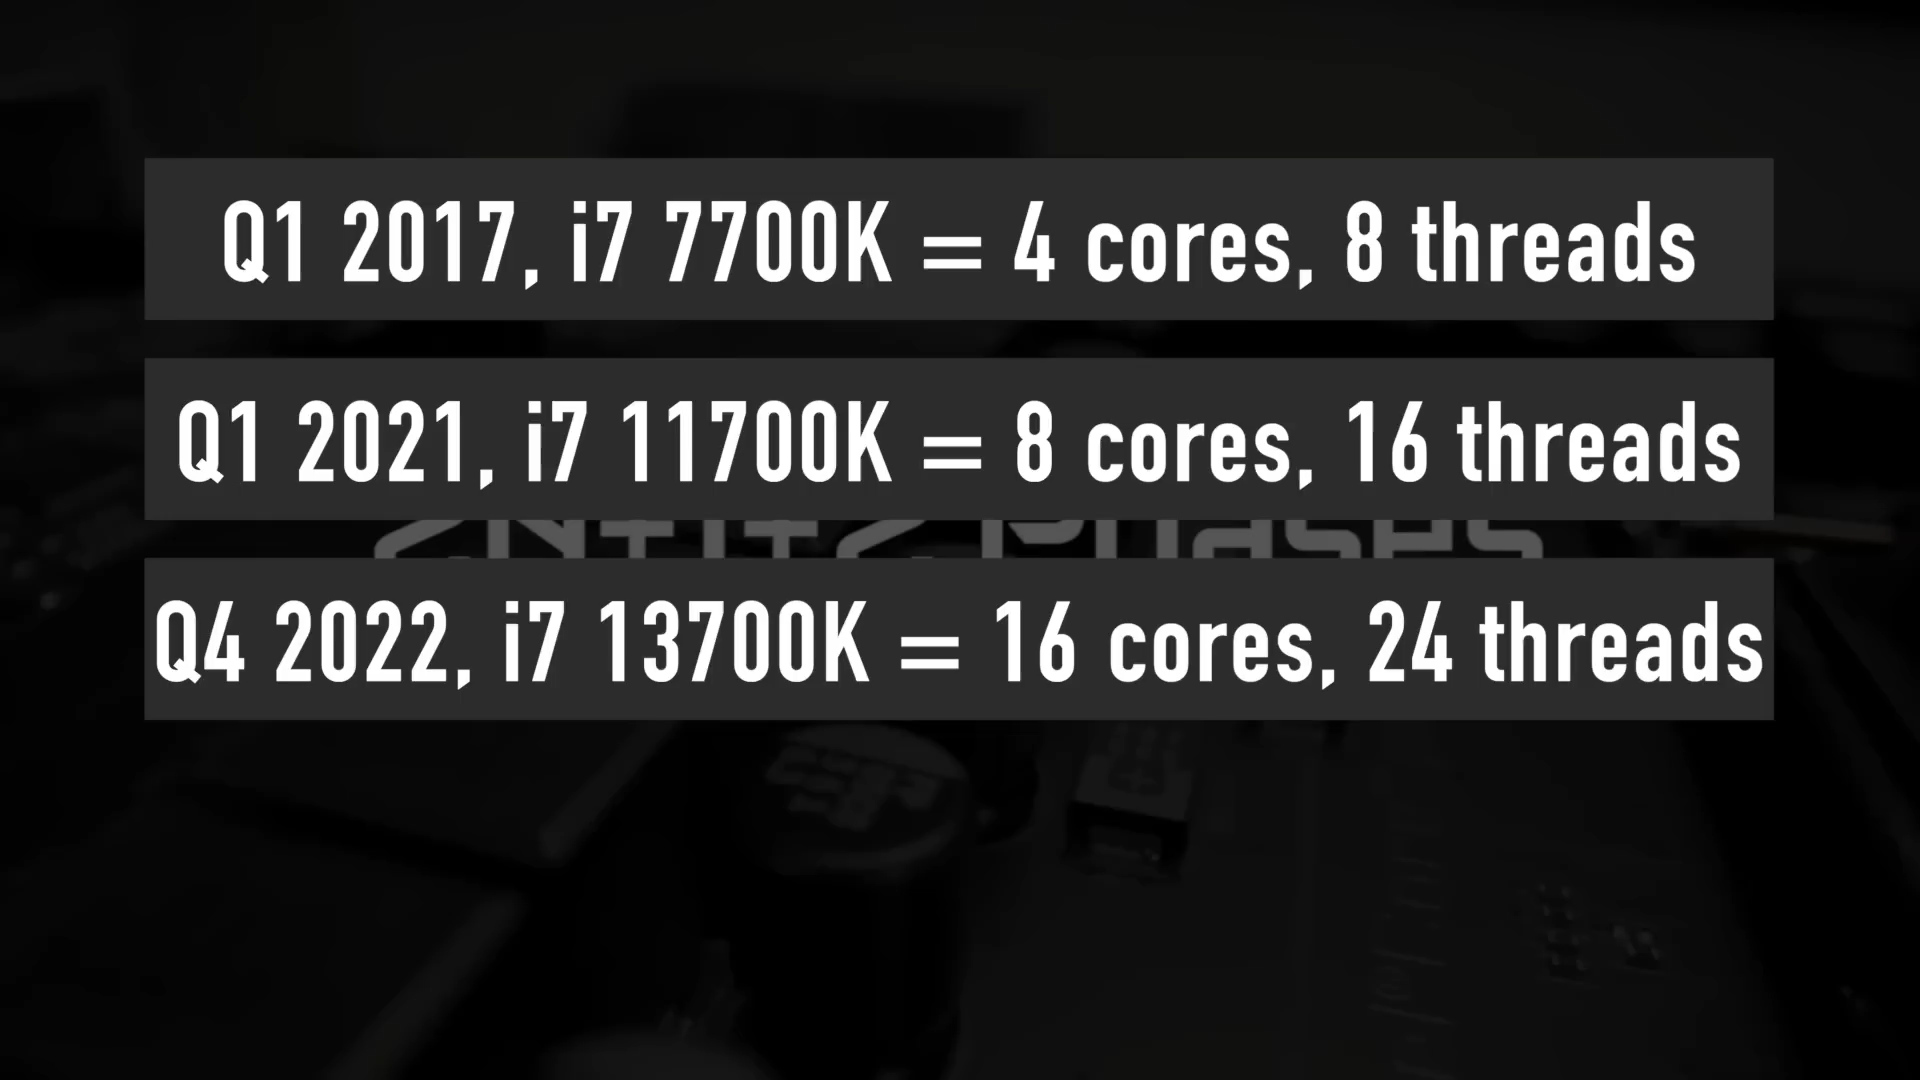 Q1 2017, i7 7700K = 4 cores, 8 threads
Q1 2021, i7 11700K = 8 cores, 16 threads
Q4 2022, i7 13700K = 16 cores, 24 threads